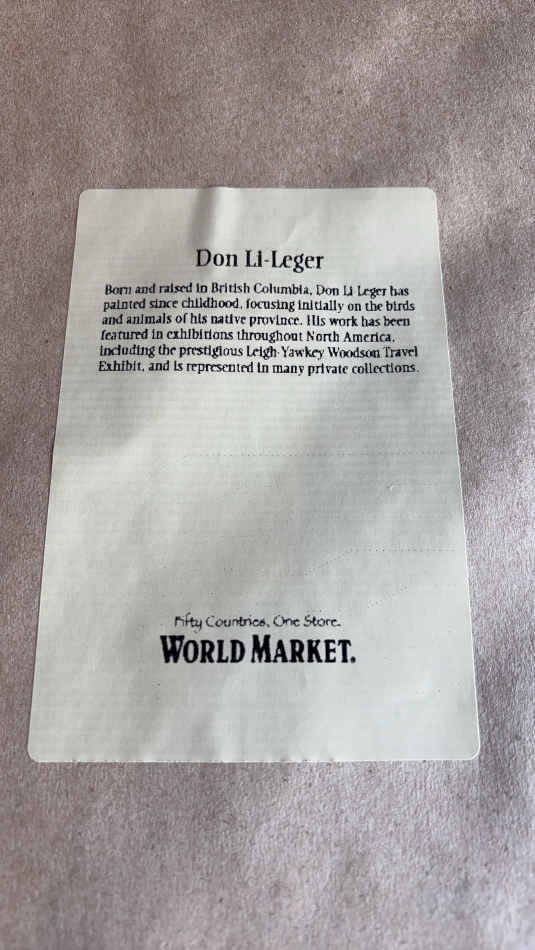 Don Li-Leger
Born and raised in British Columbia, Don Li-Leger has
painted since childhood, focusing initially on the birds
and animals of his native province. His work has been
featured in exhibitions throughout North America,
including the prestigious Leigh-Yawkey Woodson Travel
Exhibit, and is represented in many private collections.
Fifty Countries, One Store.
WORLD MARKET.